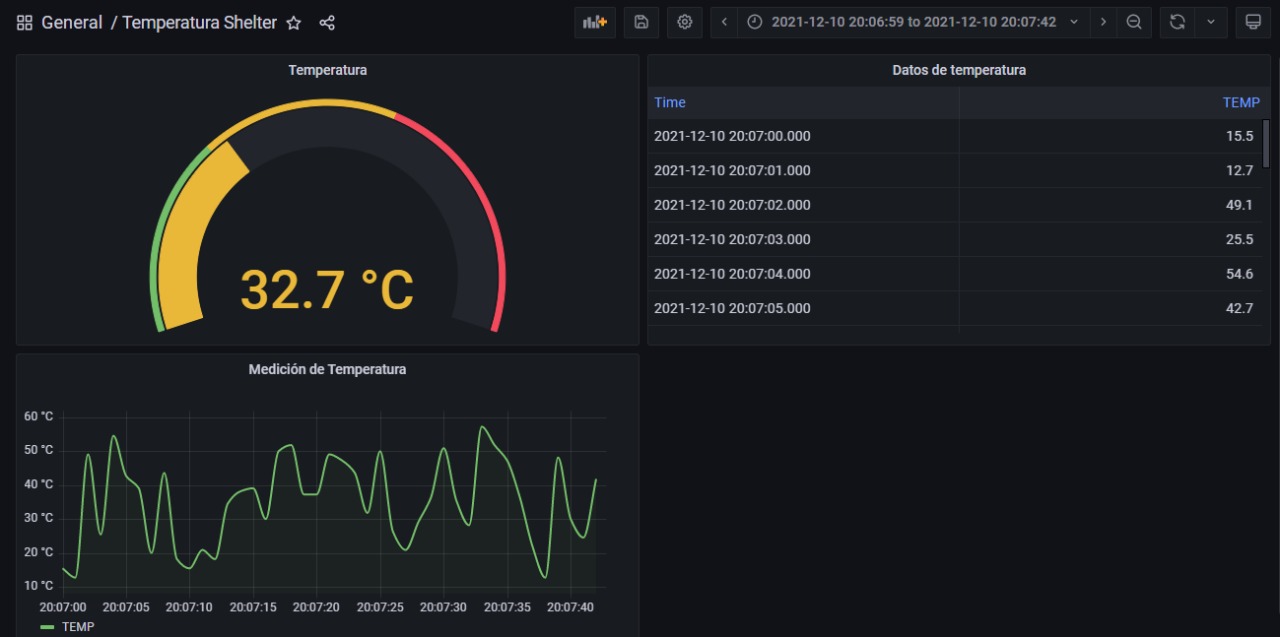 General / Temperatura Shelter
2021-12-10 20:06:59 to 2021-12-10 20:07:42
Temperatura
32.7 °C
Datos de temperatura
Time TEMP
2021-12-10 20:07:00.000 15.5
2021-12-10 20:07:01.000 12.7
2021-12-10 20:07:02.000 49.1
2021-12-10 20:07:03.000 25.5
2021-12-10 20:07:04.000 54.6
2021-12-10 20:07:05.000 42.7
Medición de Temperatura
60 °C
50 °C
40 °C
30 °C
20 °C
10 °C
20:07:00 20:07:05 20:07:10 20:07:15 20:07:20 20:07:25 20:07:30 20:07:35 20:07:40
TEMP